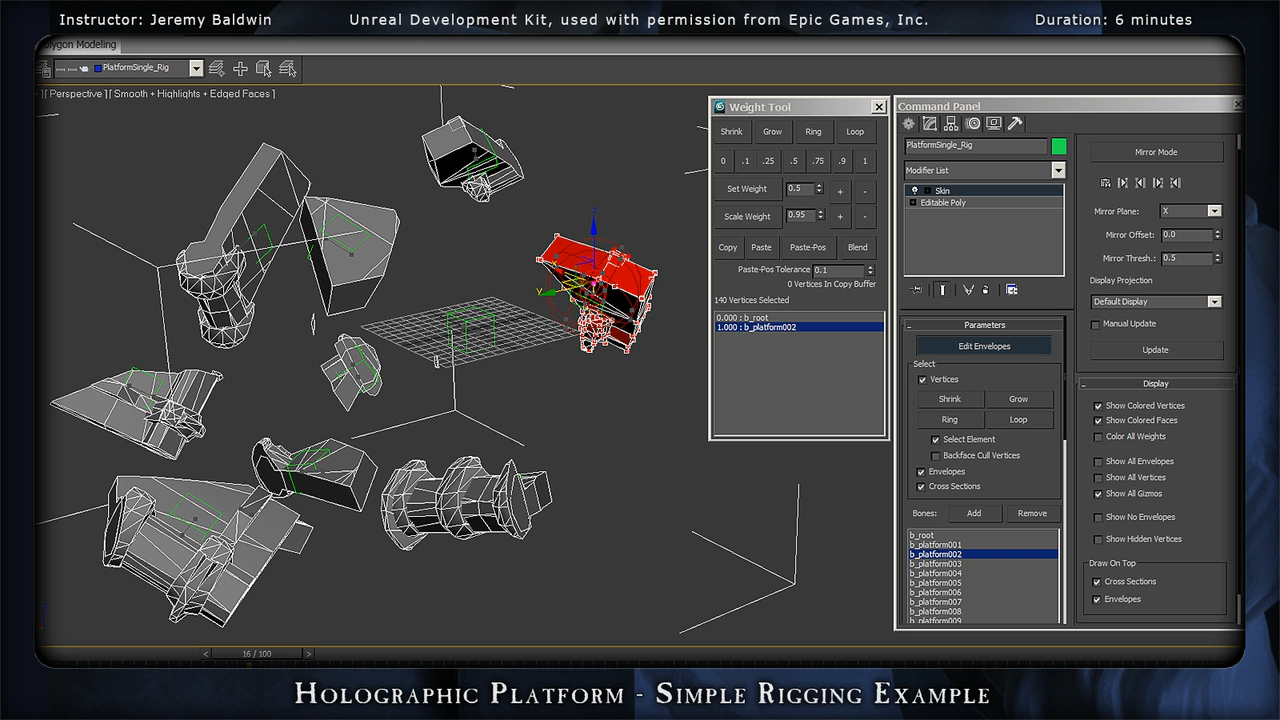 Instructor: Jeremy Baldwin
Unreal Development Kit, used with permission from Epic Games, Inc.
Duration: 6 minutes
olygon Modeling
PlatformSingle_Rig
[ Perspective ] [ Smooth + Highlights + Edged Faces ]
Weight Tool
Shrink Grow Ring Loop
0 .1 .25 .5 .75 .9 1
Set Weight 0.5 + -
Scale Weight 0.95 + -
Copy Paste Paste-Pos Blend
Paste-Pos Tolerance 0.1
0 Vertices In Copy Buffer
140 Vertices Selected
0.000 : b_root
1.000 : b_platform002
Command Panel
PlatformSingle_Rig
Modifier List
Skin
Editable Poly
Parameters
Edit Envelopes
Select
Vertices
Shrink Grow
Ring Loop
Select Element
Backface Cull Vertices
Envelopes
Cross Sections
Bones: Add Remove
b_root
b_platform001
b_platform002
b_platform003
b_platform004
b_platform005
b_platform006
b_platform007
b_platform008
b_platform009
Mirror Mode
Mirror Plane: X
Mirror Offset: 0.0
Mirror Thresh.: 0.5
Display Projection
Default Display
Manual Update
Update
Display
Show Colored Vertices
Show Colored Faces
Color All Weights
Show All Envelopes
Show All Vertices
Show All Gizmos
Show No Envelopes
Show Hidden Vertices
Draw On Top
Cross Sections
Envelopes
z
x
y
< 16 / 100 >
Holographic Platform - Simple Rigging Example